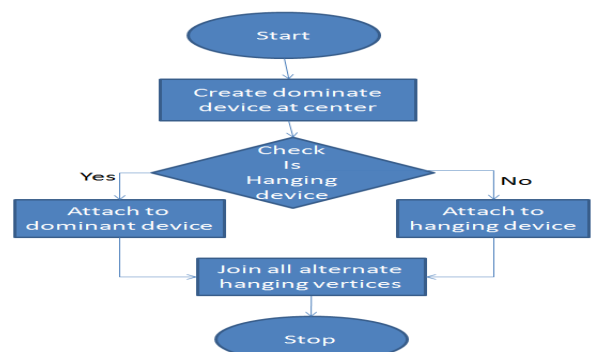 Start
Create dominate
device at center
Check
Is
Hanging
device
Yes
No
Attach to
dominant device
Attach to
hanging device
Join all alternate
hanging vertices
Stop